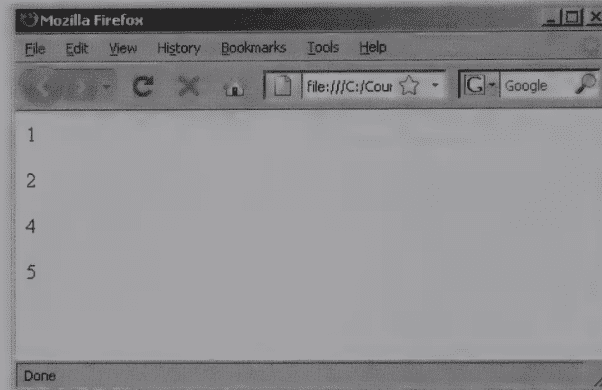 Mozilla Firefox
File Edit View History Bookmarks Tools Help
file:///C:/Cour G Google
1
2
4
5
Done